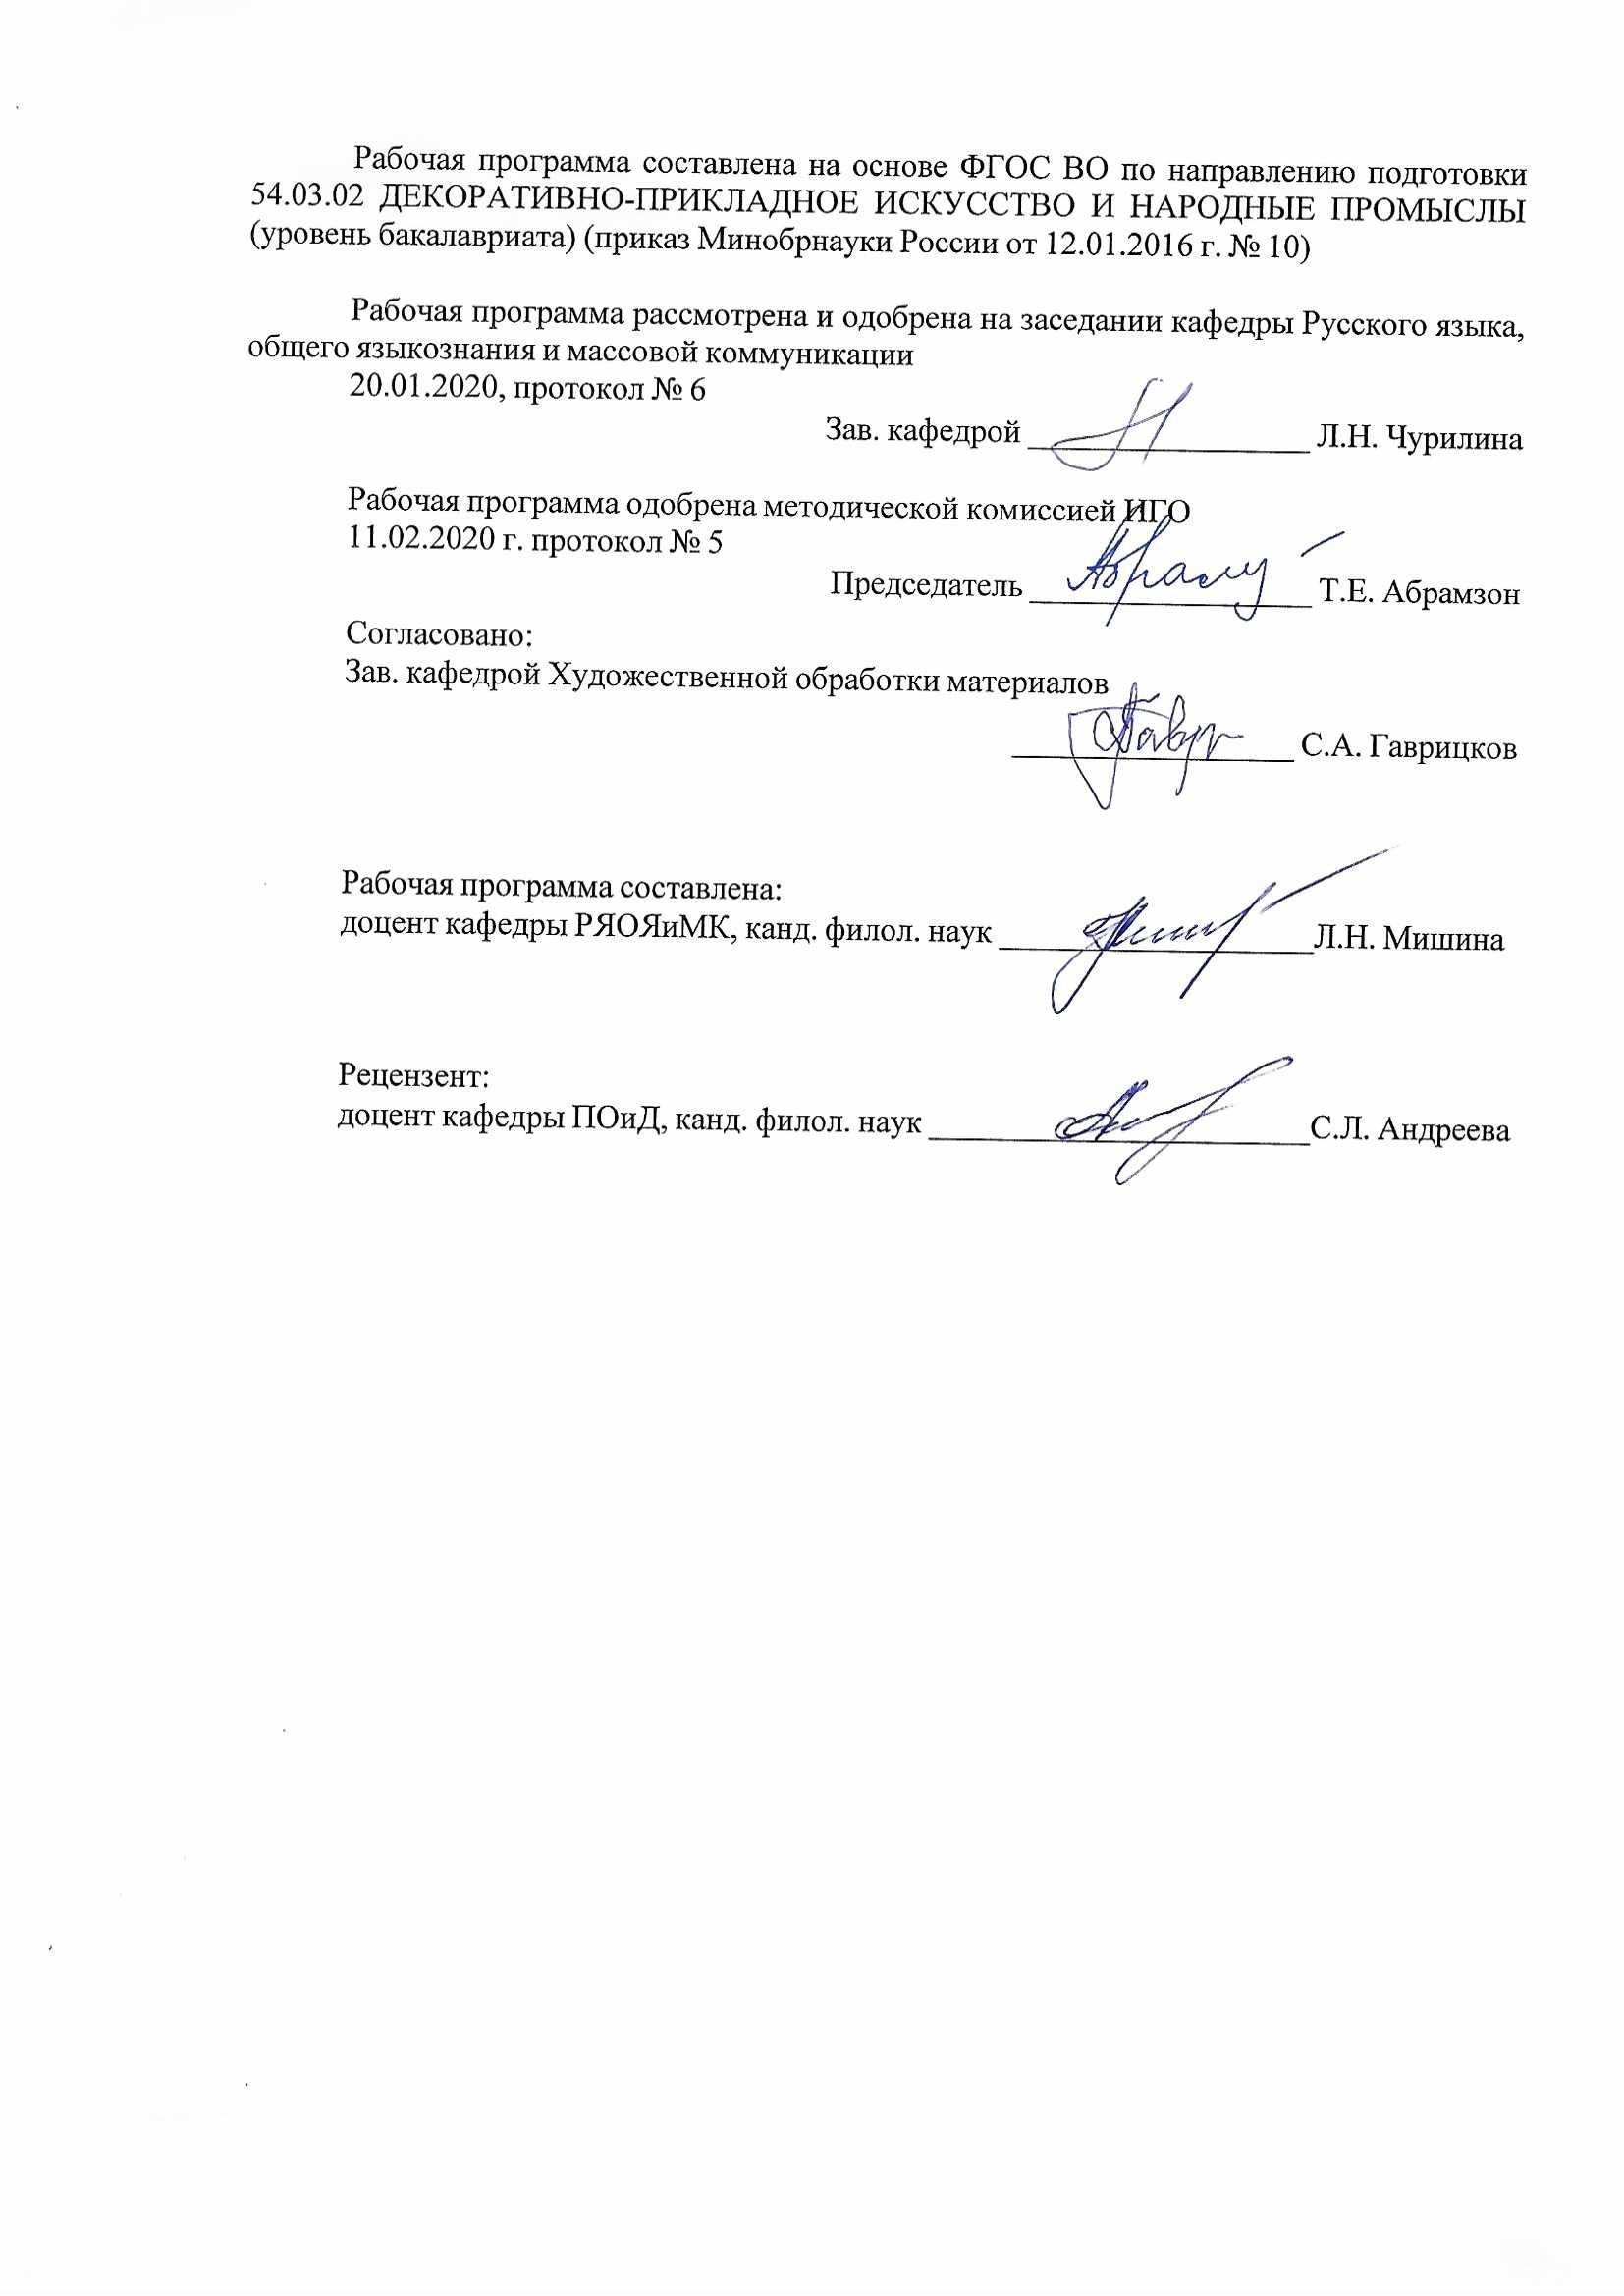 Рабочая программа составлена на основе ФГОС ВО по направлению подготовки
54.03.02 ДЕКОРАТИВНО-ПРИКЛАДНОЕ ИСКУССТВО И НАРОДНЫЕ ПРОМЫСЛЫ
(уровень бакалавриата) (приказ Минобрнауки России от 12.01.2016 г. № 10)
Рабочая программа рассмотрена и одобрена на заседании кафедры Русского языка,
общего языкознания и массовой коммуникации
20.01.2020, протокол № 6
Зав. кафедрой Л.Н. Чурилина
Рабочая программа одобрена методической комиссией ИГО
11.02.2020 г. протокол № 5
Председатель Т.Е. Абрамзон
Согласовано:
Зав. кафедрой Художественной обработки материалов
С.А. Гаврицков
Рабочая программа составлена:
доцент кафедры РЯОЯиМК, канд. филол. наук Л.Н. Мишина
Рецензент:
доцент кафедры ПОиД, канд. филол. наук С.Л. Андреева